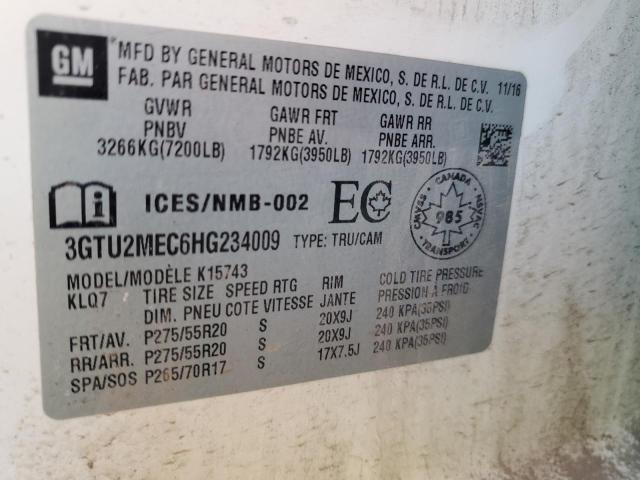 GM
MFD BY GENERAL MOTORS DE MEXICO, S. DE R.L. DE C.V. 11/16
FAB. PAR GENERAL MOTORS DE MEXICO, S. DE R.L. DE C.V.
GVWR GAWR FRT GAWR RR
PNBV PNBE AV. PNBE ARR.
3266KG(7200LB) 1792KG(3950LB) 1792KG(3950LB)
ICES/NMB-002 EC
CANADA CMVSS NSVAC 985 TRANSPORT
3GTU2MEC6HG234009 TYPE: TRU/CAM
MODEL/MODÈLE K15743
KLQ7 TIRE SIZE SPEED RTG RIM COLD TIRE PRESSURE
DIM. PNEU COTE VITESSE JANTE PRESSION A FROID
FRT/AV. P275/55R20 S 20X9J 240 KPA(35PSI)
RR/ARR. P275/55R20 S 20X9J 240 KPA(35PSI)
SPA/SOS P265/70R17 S 17X7.5J 240 KPA(35PSI)